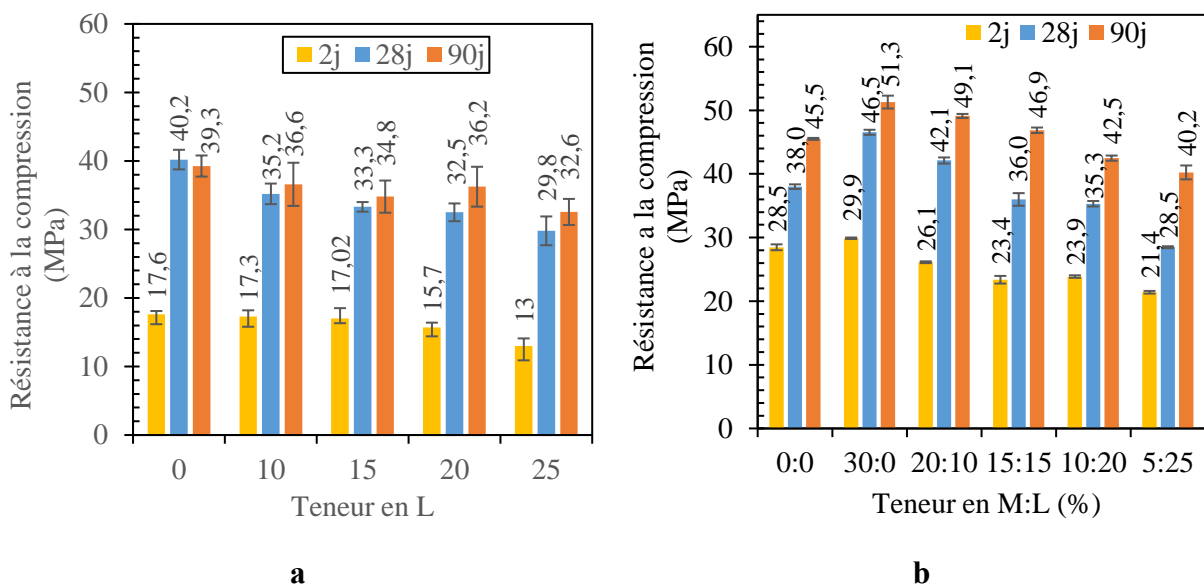 Résistance à la compression
(MPa)
60
50
40
30
20
10
0
2j 28j 90j
17,6 40,2 39,3
17,3 35,2 36,6
17,02 33,3 34,8
15,7 32,5 36,2
13 29,8 32,6
0 10 15 20 25
Teneur en L
a
Résistance a la compression
(MPa)
60
50
40
30
20
10
0
2j 28j 90j
28,5 38,0 45,5
29,9 46,5 51,3
26,1 42,1 49,1
23,4 36,0 46,9
23,9 35,3 42,5
21,4 28,5 40,2
0:0 30:0 20:10 15:15 10:20 5:25
Teneur en M:L (%)
b